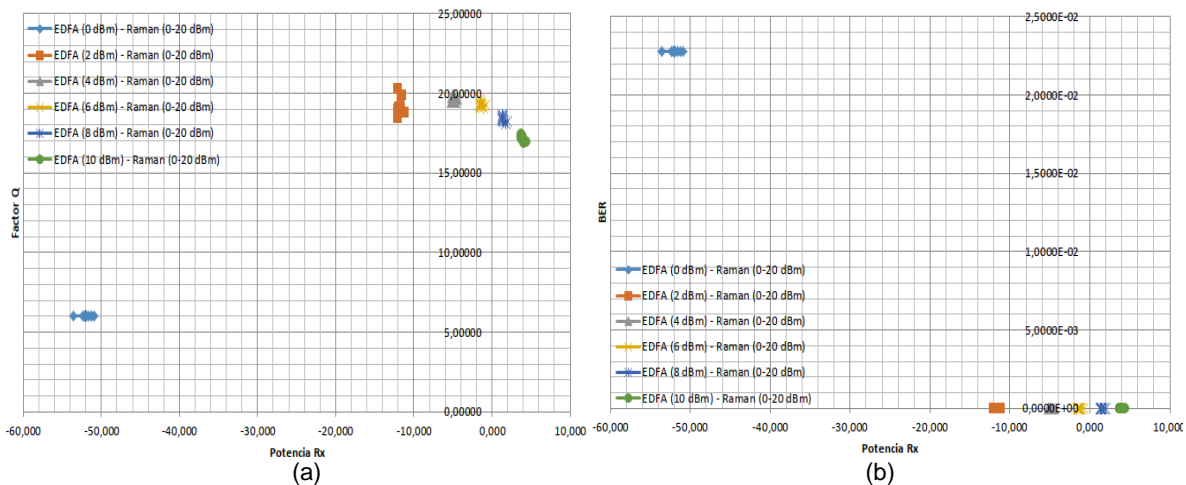 25,00000
EDFA (0 dBm) - Raman (0-20 dBm)
EDFA (2 dBm) - Raman (0-20 dBm)
20,00000
EDFA (4 dBm) - Raman (0-20 dBm)
EDFA (6 dBm) - Raman (0-20 dBm)
EDFA (8 dBm) - Raman (0-20 dBm)
15,00000
EDFA (10 dBm) - Raman (0-20 dBm)
Factor Q
10,00000
5,00000
0,00000
-60,000 -50,000 -40,000 -30,000 -20,000 -10,000 0,000 10,000
Potencia Rx
(a)
2,5000E-02
2,0000E-02
1,5000E-02
BER
1,0000E-02
EDFA (0 dBm) - Raman (0-20 dBm)
EDFA (2 dBm) - Raman (0-20 dBm)
EDFA (4 dBm) - Raman (0-20 dBm)
5,0000E-03
EDFA (6 dBm) - Raman (0-20 dBm)
EDFA (8 dBm) - Raman (0-20 dBm)
EDFA (10 dBm) - Raman (0-20 dBm)
0,0000E+00
-60,000 -50,000 -40,000 -30,000 -20,000 -10,000 0,000 10,000
Potencia Rx
(b)